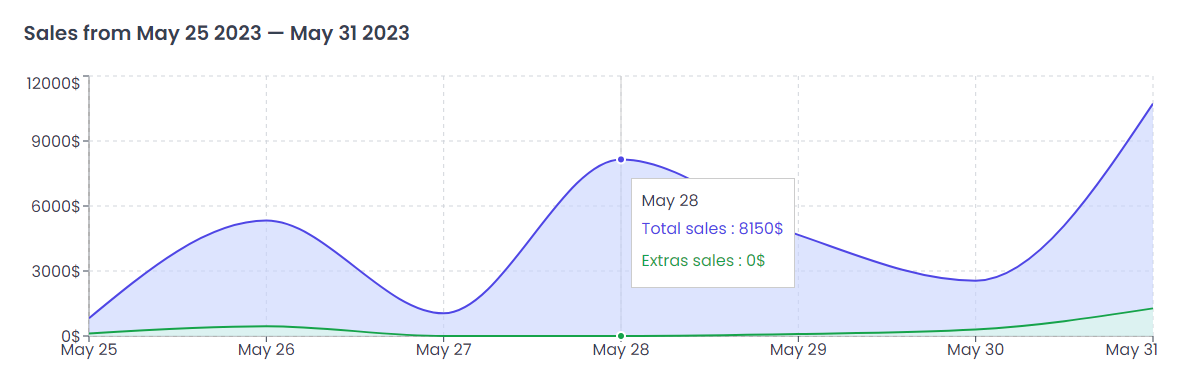 Sales from May 25 2023 — May 31 2023
12000$
9000$
6000$
3000$
0$
May 28
Total sales : 8150$
Extras sales : 0$
May 25 May 26 May 27 May 28 May 29 May 30 May 31